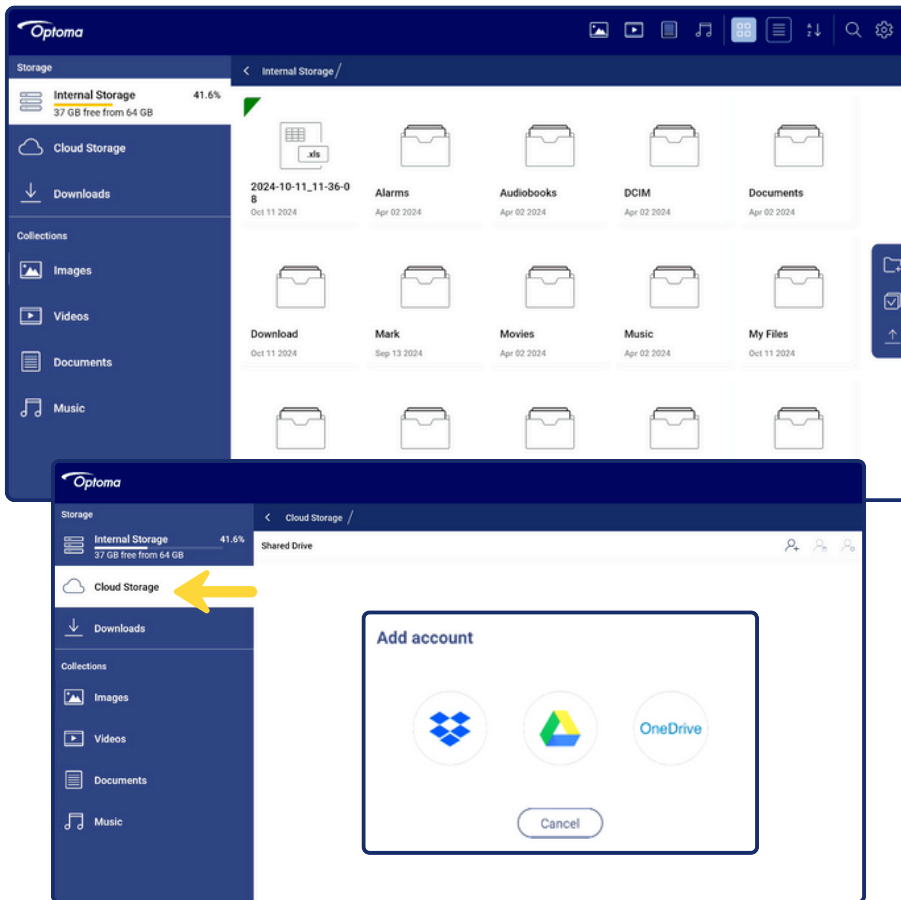 Optoma
Storage
Internal Storage 41.6%
37 GB free from 64 GB
Cloud Storage
Downloads
Collections
Images
Videos
Documents
Music
Internal Storage /
.xls
2024-10-11_11-36-0
8
Oct 11 2024
Alarms
Apr 02 2024
Audiobooks
Apr 02 2024
DCIM
Apr 02 2024
Documents
Apr 02 2024
Download
Oct 11 2024
Mark
Sep 13 2024
Movies
Apr 02 2024
Music
Apr 02 2024
My Files
Oct 11 2024
Optoma
Storage
Internal Storage 41.6%
37 GB free from 64 GB
Cloud Storage
Downloads
Collections
Images
Videos
Documents
Music
Cloud Storage /
Shared Drive
Add account
OneDrive
Cancel